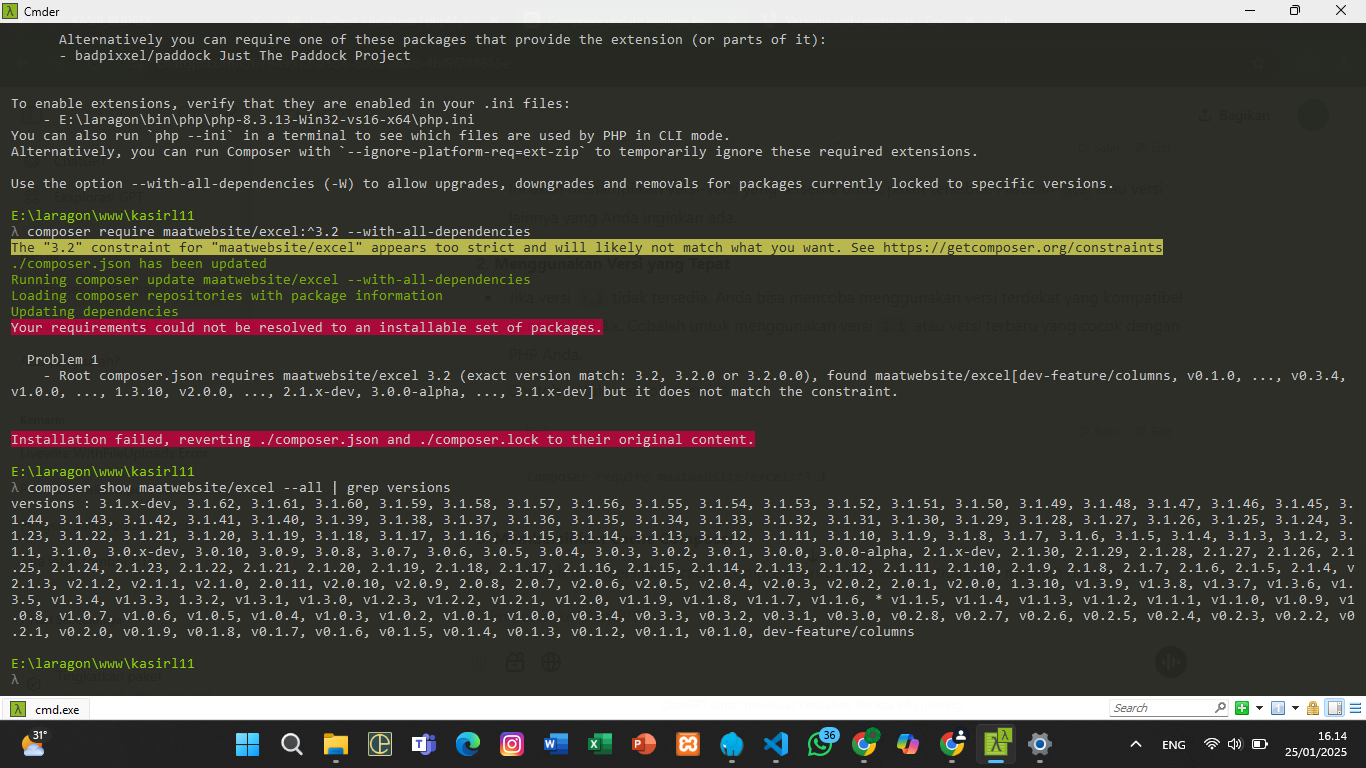 Cmder
Alternatively you can require one of these packages that provide the extension (or parts of it):
- badpixxel/paddock Just The Paddock Project
To enable extensions, verify that they are enabled in your .ini files:
- E:\laragon\bin\php\php-8.3.13-Win32-vs16-x64\php.ini
You can also run `php --ini` in a terminal to see which files are used by PHP in CLI mode.
Alternatively, you can run Composer with `--ignore-platform-req=ext-zip` to temporarily ignore these required extensions.
Use the option --with-all-dependencies (-W) to allow upgrades, downgrades and removals for packages currently locked to specific versions.
E:\laragon\www\kasirl11
λ composer require maatwebsite/excel:^3.2 --with-all-dependencies
The "3.2" constraint for "maatwebsite/excel" appears too strict and will likely not match what you want. See https://getcomposer.org/constraints
./composer.json has been updated
Running composer update maatwebsite/excel --with-all-dependencies
Loading composer repositories with package information
Updating dependencies
Your requirements could not be resolved to an installable set of packages.
Problem 1
- Root composer.json requires maatwebsite/excel 3.2 (exact version match: 3.2, 3.2.0 or 3.2.0.0), found maatwebsite/excel[dev-feature/columns, v0.1.0, ..., v0.3.4,
v1.0.0, ..., 1.3.10, v2.0.0, ..., 2.1.x-dev, 3.0.0-alpha, ..., 3.1.x-dev] but it does not match the constraint.
Installation failed, reverting ./composer.json and ./composer.lock to their original content.
E:\laragon\www\kasirl11
λ composer show maatwebsite/excel --all | grep versions
versions : 3.1.x-dev, 3.1.62, 3.1.61, 3.1.60, 3.1.59, 3.1.58, 3.1.57, 3.1.56, 3.1.55, 3.1.54, 3.1.53, 3.1.52, 3.1.51, 3.1.50, 3.1.49, 3.1.48, 3.1.47, 3.1.46, 3.1.45, 3.
1.44, 3.1.43, 3.1.42, 3.1.41, 3.1.40, 3.1.39, 3.1.38, 3.1.37, 3.1.36, 3.1.35, 3.1.34, 3.1.33, 3.1.32, 3.1.31, 3.1.30, 3.1.29, 3.1.28, 3.1.27, 3.1.26, 3.1.25, 3.1.24, 3.
1.23, 3.1.22, 3.1.21, 3.1.20, 3.1.19, 3.1.18, 3.1.17, 3.1.16, 3.1.15, 3.1.14, 3.1.13, 3.1.12, 3.1.11, 3.1.10, 3.1.9, 3.1.8, 3.1.7, 3.1.6, 3.1.5, 3.1.4, 3.1.3, 3.1.2, 3.
1.1, 3.1.0, 3.0.x-dev, 3.0.10, 3.0.9, 3.0.8, 3.0.7, 3.0.6, 3.0.5, 3.0.4, 3.0.3, 3.0.2, 3.0.1, 3.0.0, 3.0.0-alpha, 2.1.x-dev, 2.1.30, 2.1.29, 2.1.28, 2.1.27, 2.1.26, 2.1
.25, 2.1.24, 2.1.23, 2.1.22, 2.1.21, 2.1.20, 2.1.19, 2.1.18, 2.1.17, 2.1.16, 2.1.15, 2.1.14, 2.1.13, 2.1.12, 2.1.11, 2.1.10, 2.1.9, 2.1.8, 2.1.7, 2.1.6, 2.1.5, 2.1.4, v
2.1.3, v2.1.2, v2.1.1, v2.1.0, 2.0.11, v2.0.10, v2.0.9, 2.0.8, 2.0.7, v2.0.6, v2.0.5, v2.0.4, v2.0.3, v2.0.2, 2.0.1, v2.0.0, 1.3.10, v1.3.9, v1.3.8, v1.3.7, v1.3.6, v1.
3.5, v1.3.4, v1.3.3, 1.3.2, v1.3.1, v1.3.0, v1.2.3, v1.2.2, v1.2.1, v1.2.0, v1.1.9, v1.1.8, v1.1.7, v1.1.6, * v1.1.5, v1.1.4, v1.1.3, v1.1.2, v1.1.1, v1.1.0, v1.0.9, v1
.0.8, v1.0.7, v1.0.6, v1.0.5, v1.0.4, v1.0.3, v1.0.2, v1.0.1, v1.0.0, v0.3.4, v0.3.3, v0.3.2, v0.3.1, v0.3.0, v0.2.8, v0.2.7, v0.2.6, v0.2.5, v0.2.4, v0.2.3, v0.2.2, v0
.2.1, v0.2.0, v0.1.9, v0.1.8, v0.1.7, v0.1.6, v0.1.5, v0.1.4, v0.1.3, v0.1.2, v0.1.1, v0.1.0, dev-feature/columns
E:\laragon\www\kasirl11
λ
cmd.exe
Search
31°
36
ENG
16.14
25/01/2025